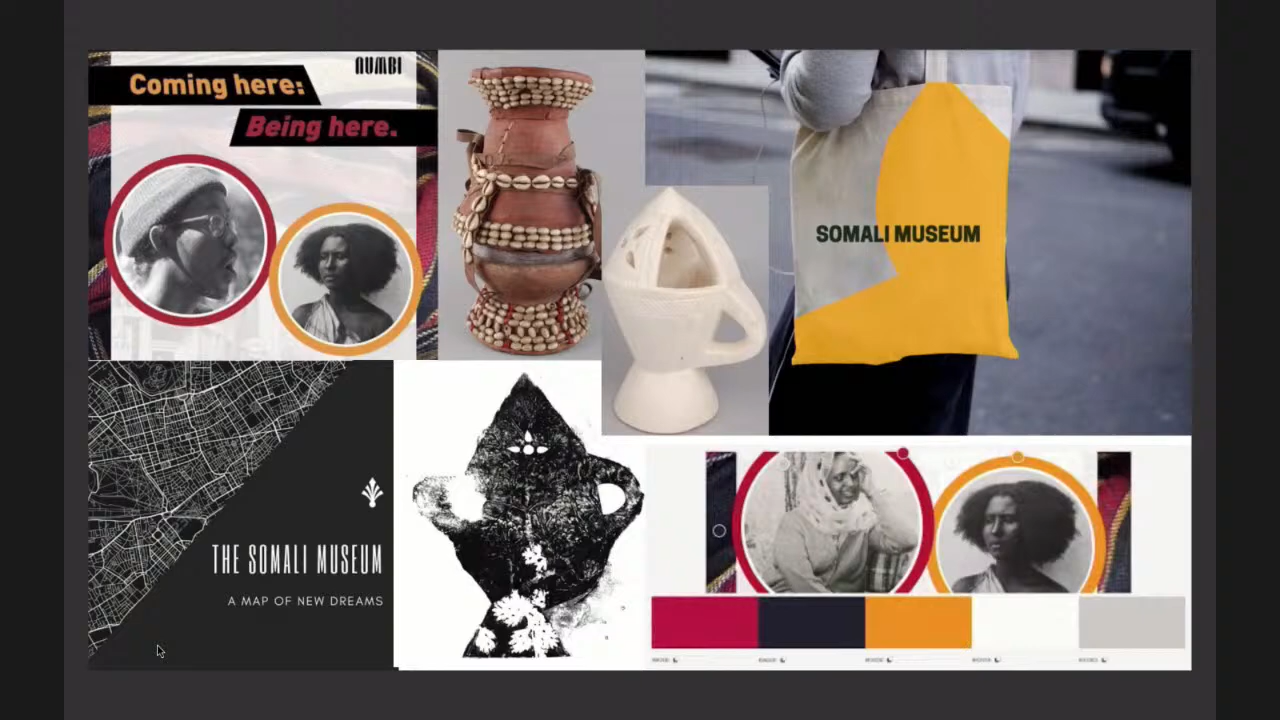 NUMBI
Coming here:
Being here.
SOMALI MUSEUM
THE SOMALI MUSEUM
A MAP OF NEW DREAMS